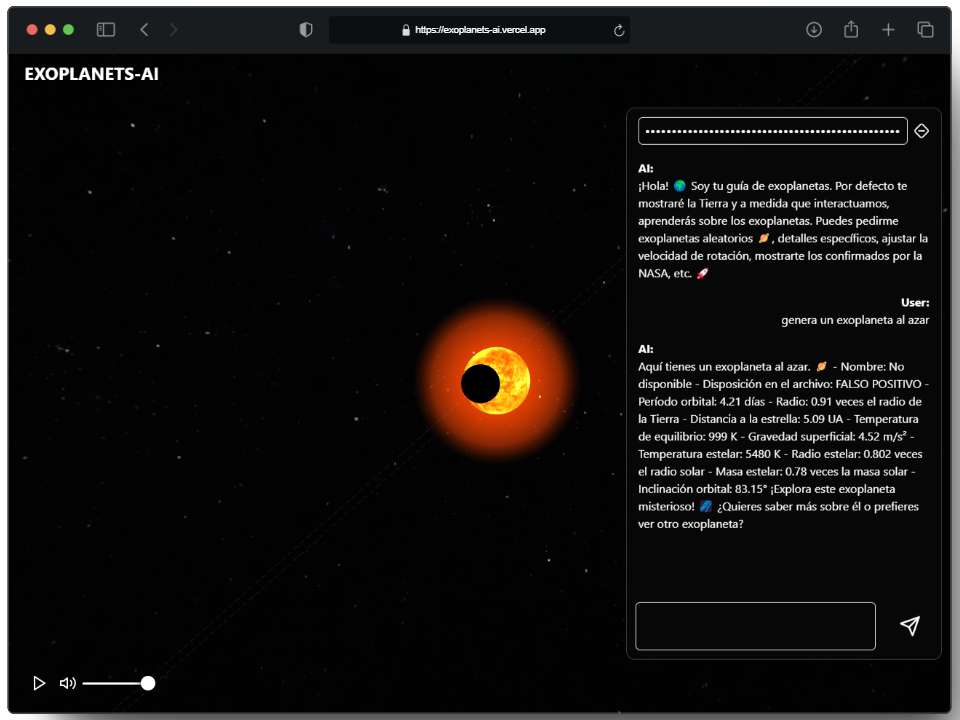 https://exoplanets-ai.vercel.app
EXOPLANETS-AI
AI:
¡Hola! 🌍 Soy tu guía de exoplanetas. Por defecto te
mostraré la Tierra y a medida que interactuamos,
aprenderás sobre los exoplanetas. Puedes pedirme
exoplanetas aleatorios 🪐, detalles específicos, ajustar la
velocidad de rotación, mostrarte los confirmados por la
NASA, etc. 🚀
User:
genera un exoplaneta al azar
AI:
Aquí tienes un exoplaneta al azar. 🪐 - Nombre: No
disponible - Disposición en el archivo: FALSO POSITIVO -
Período orbital: 4.21 días - Radio: 0.91 veces el radio de
la Tierra - Distancia a la estrella: 5.09 UA - Temperatura
de equilibrio: 999 K - Gravedad superficial: 4.52 m/s² -
Temperatura estelar: 5480 K - Radio estelar: 0.802 veces
el radio solar - Masa estelar: 0.78 veces la masa solar -
Inclinación orbital: 83.15° ¡Explora este exoplaneta
misterioso! 🌌 ¿Quieres saber más sobre él o prefieres
ver otro exoplaneta?